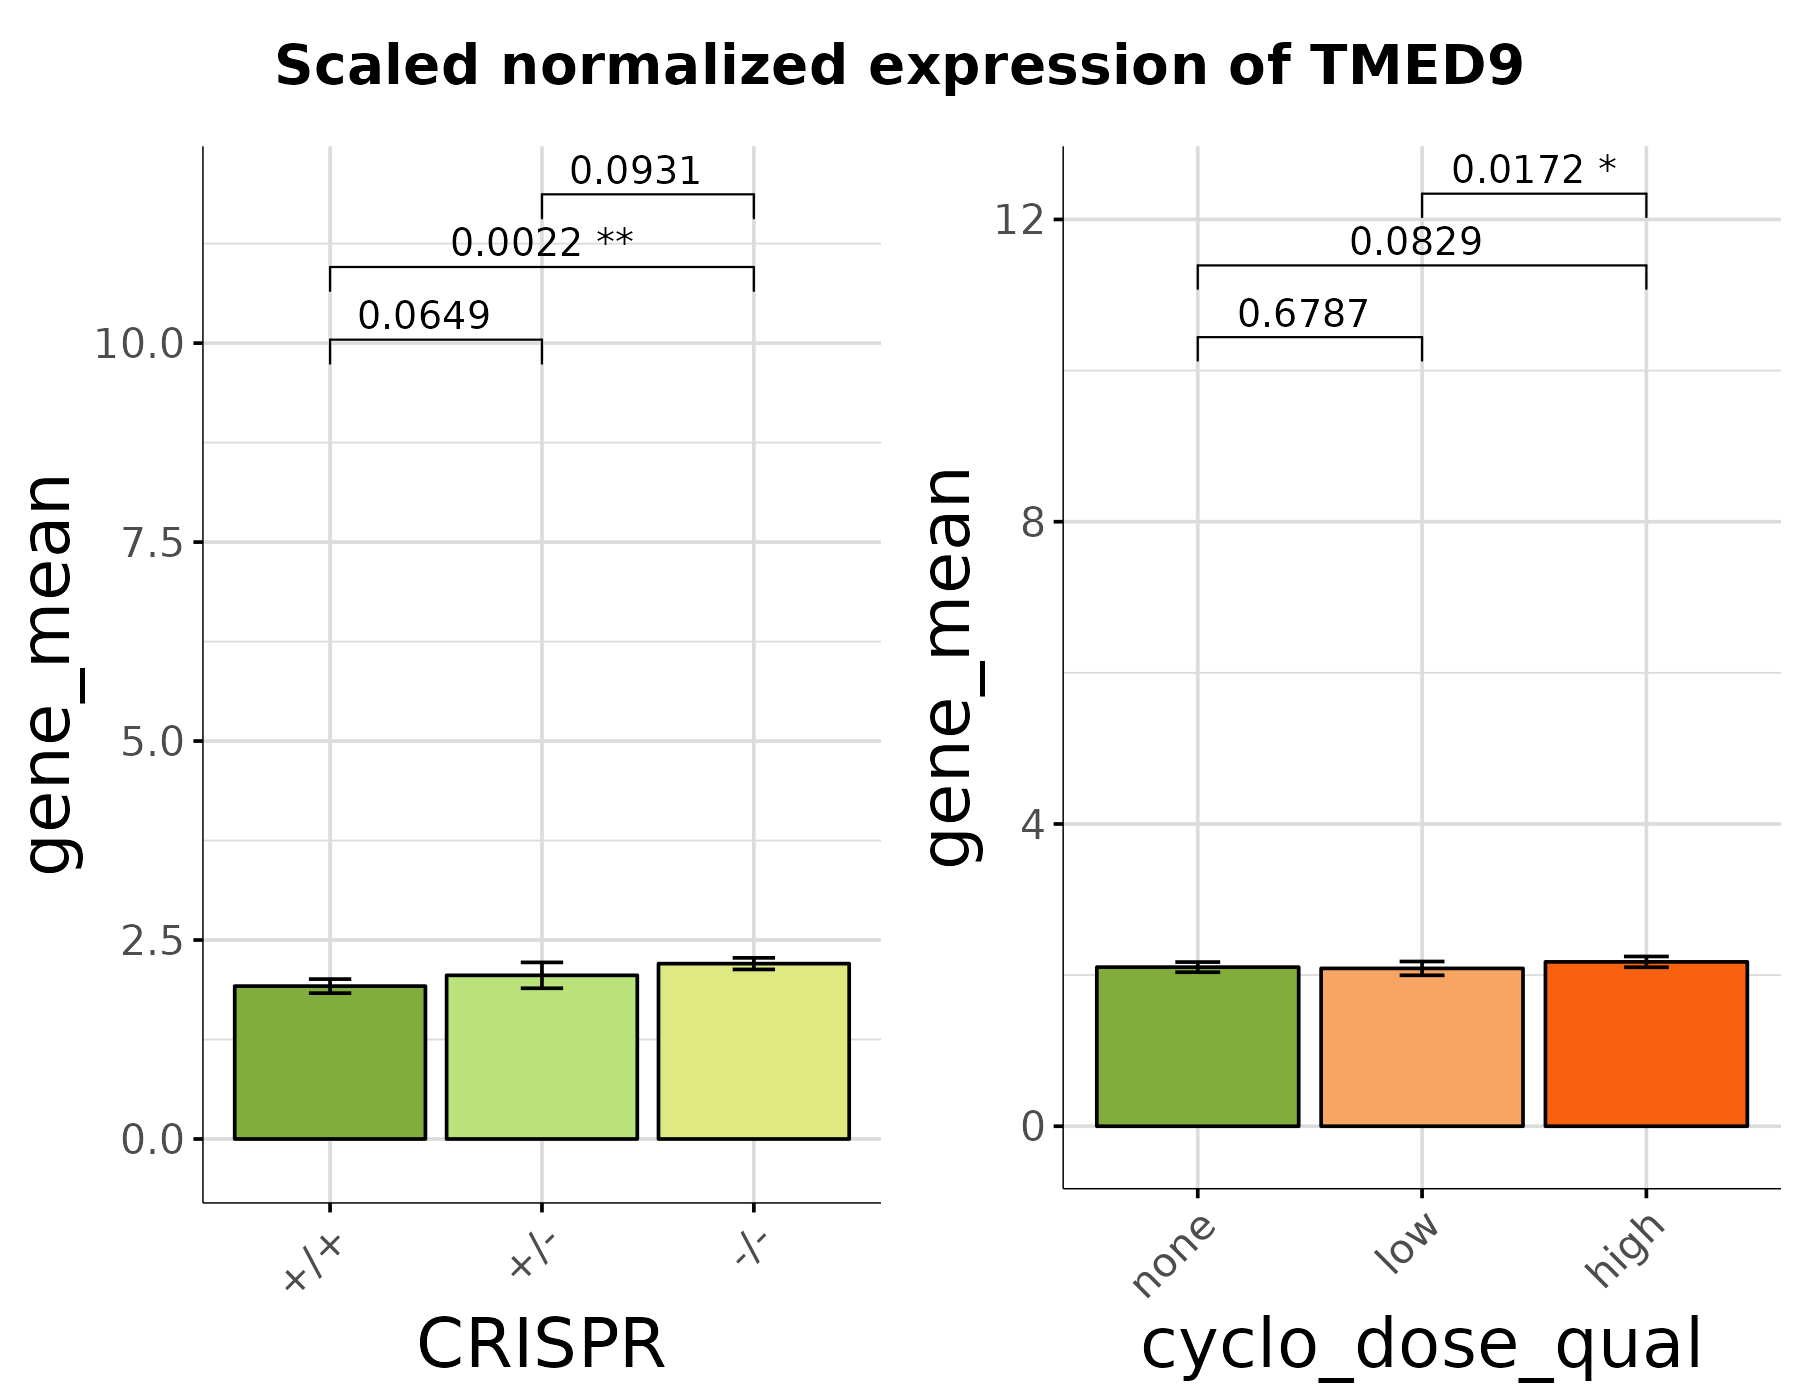 Scaled normalized expression of TMED9
gene_mean
10.0
7.5
5.0
2.5
0.0
0.0931
0.0022 **
0.0649
+/+
+/-
-/-
CRISPR
gene_mean
12
8
4
0
0.0172 *
0.0829
0.6787
none
low
high
cyclo_dose_qual